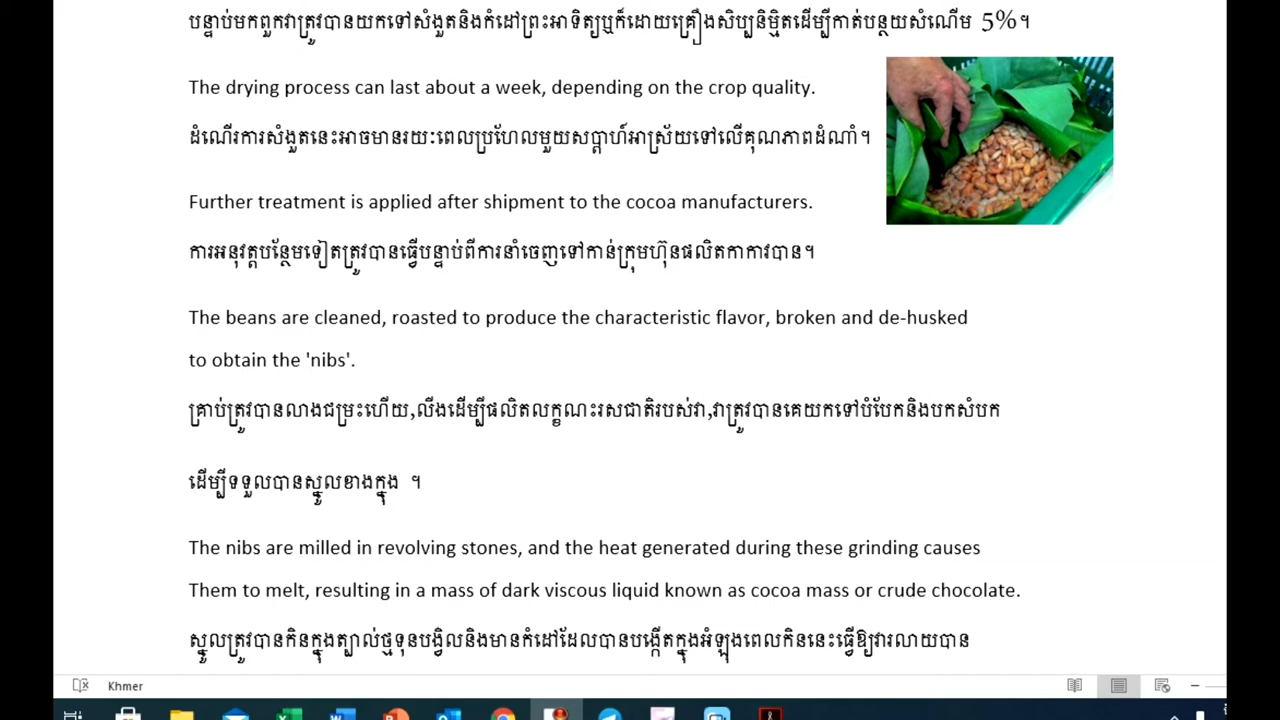 បន្ទាប់មកពួកវាត្រូវបានយកទៅសំងួតនិងកំដៅព្រះអាទិត្យឬក៏ដោយគ្រឿងសិប្បនិម្មិតដើម្បីកាត់បន្ថយសំណើម 5%។
The drying process can last about a week, depending on the crop quality.
ដំណើរការសំងួតនេះអាចមានរយៈពេលប្រហែលមួយសប្តាហ៍អាស្រ័យទៅលើគុណភាពដំណាំ។
Further treatment is applied after shipment to the cocoa manufacturers.
ការអនុវត្តបន្ថែមទៀតត្រូវបានធ្វើបន្ទាប់ពីការនាំចេញទៅកាន់ក្រុមហ៊ុនផលិតកាកាវបាន។
The beans are cleaned, roasted to produce the characteristic flavor, broken and de-husked
to obtain the 'nibs'.
គ្រាប់ត្រូវបានលាងជម្រះហើយ,លីងដើម្បីផលិតលក្ខណះរសជាតិរបស់វា,វាត្រូវបានគេយកទៅបំបែកនិងបកសំបក
ដើម្បីទទួលបានស្នូលខាងក្នុង ។
The nibs are milled in revolving stones, and the heat generated during these grinding causes
Them to melt, resulting in a mass of dark viscous liquid known as cocoa mass or crude chocolate.
ស្នូលត្រូវបានកិនក្នុងត្បាល់ថ្មទុនបង្វិលនិងមានកំដៅដែលបានបង្កើតក្នុងអំឡុងពេលកិននេះធ្វើឱ្យវារលាយបាន
Khmer